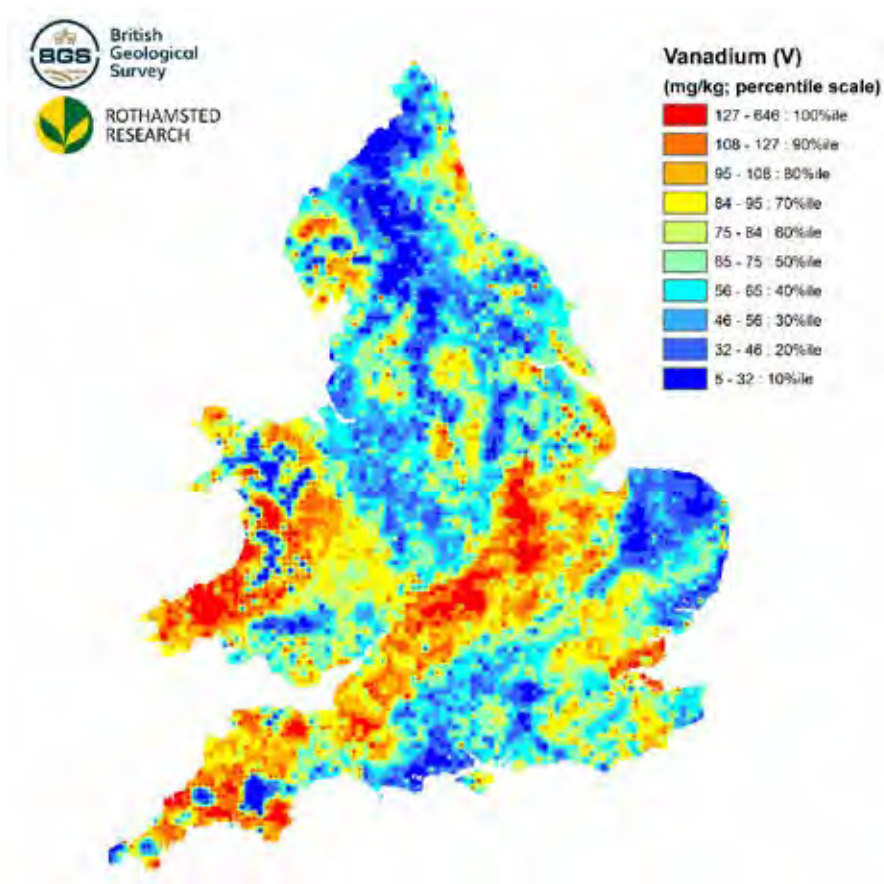 BGS
British
Geological
Survey
ROTHAMSTED
RESEARCH
Vanadium (V)
(mg/kg; percentile scale)
127 - 646 : 100%ile
108 - 127 : 90%ile
95 - 108 : 80%ile
84 - 95 : 70%ile
75 - 84 : 60%ile
65 - 75 : 50%ile
56 - 65 : 40%ile
46 - 56 : 30%ile
32 - 46 : 20%ile
5 - 32 : 10%ile